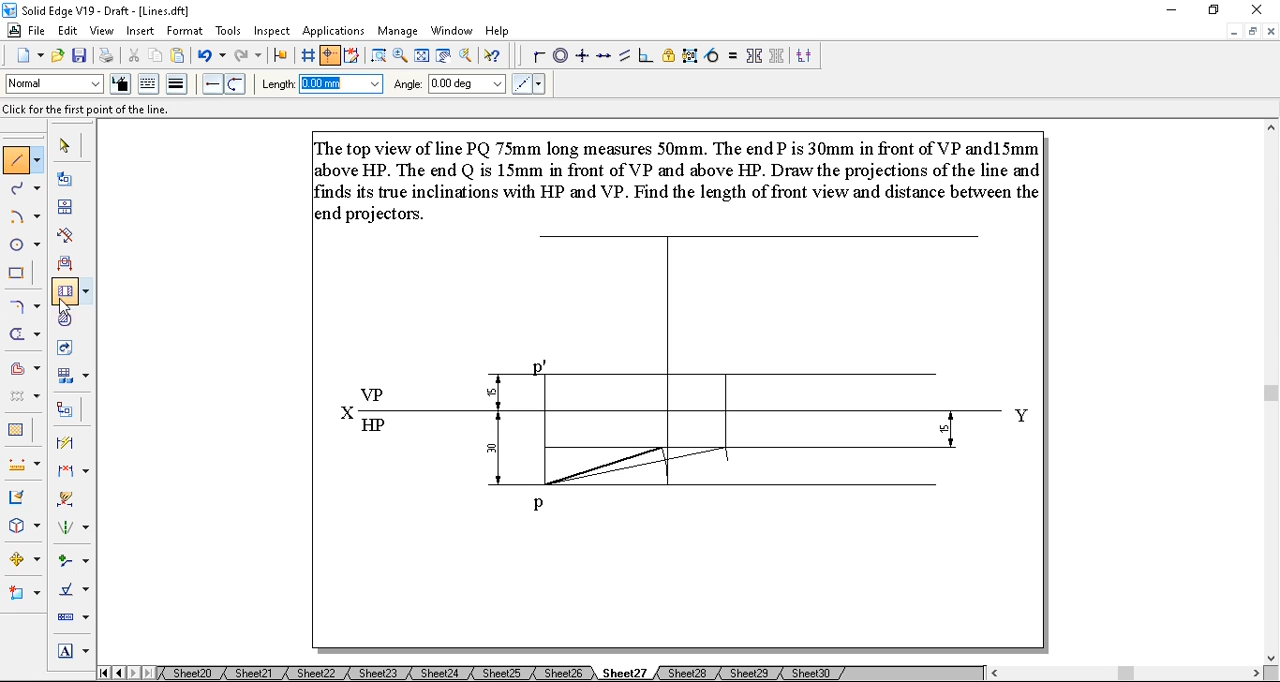 Solid Edge V19 - Draft - [Lines.dft]
File Edit View Insert Format Tools Inspect Applications Manage Window Help
Normal Length: 0.00 mm Angle: 0.00 deg
Click for the first point of the line.
The top view of line PQ 75mm long measures 50mm. The end P is 30mm in front of VP and15mm
above HP. The end Q is 15mm in front of VP and above HP. Draw the projections of the line and
finds its true inclinations with HP and VP. Find the length of front view and distance between the
end projectors.
p'
15
VP
X
Y
HP
15
30
p
A
Sheet20 Sheet21 Sheet22 Sheet23 Sheet24 Sheet25 Sheet26 Sheet27 Sheet28 Sheet29 Sheet30